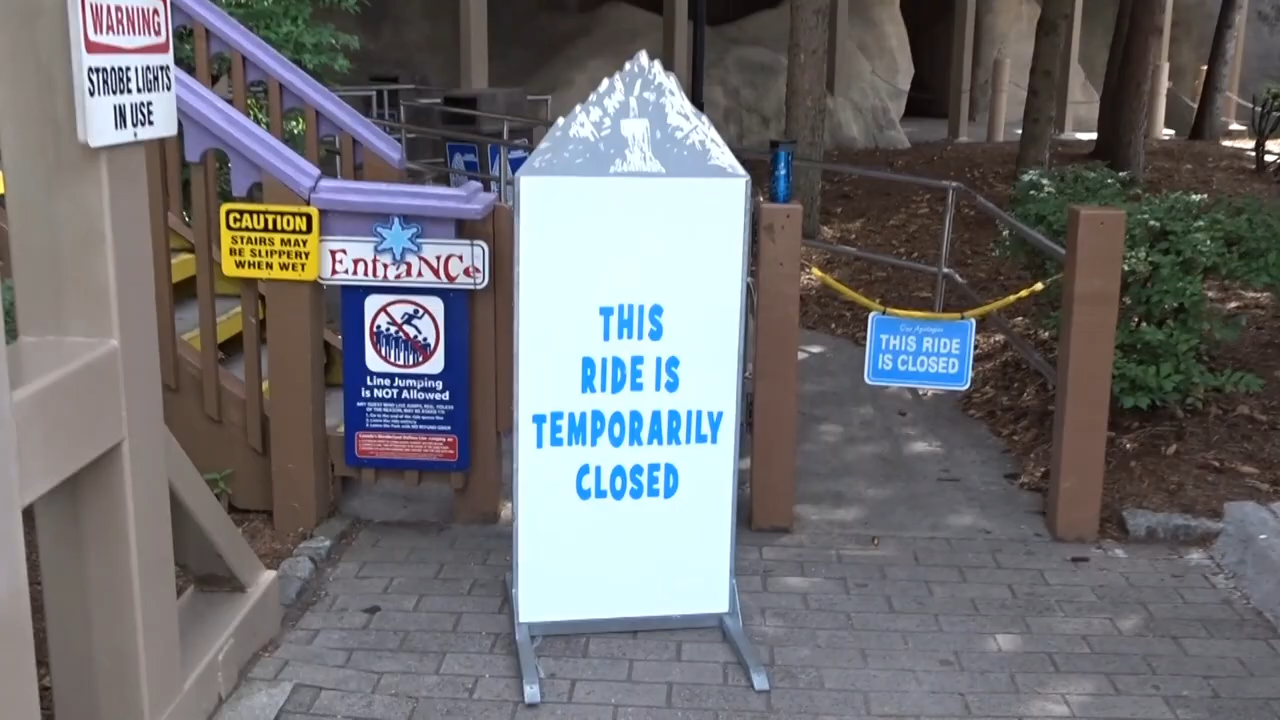 WARNING
STROBE LIGHTS
IN USE
CAUTION
STAIRS MAY
BE SLIPPERY
WHEN WET
EntraNCe
Line Jumping
is NOT Allowed
THIS
RIDE IS
TEMPORARILY
CLOSED
Our Apologies
THIS RIDE
IS CLOSED